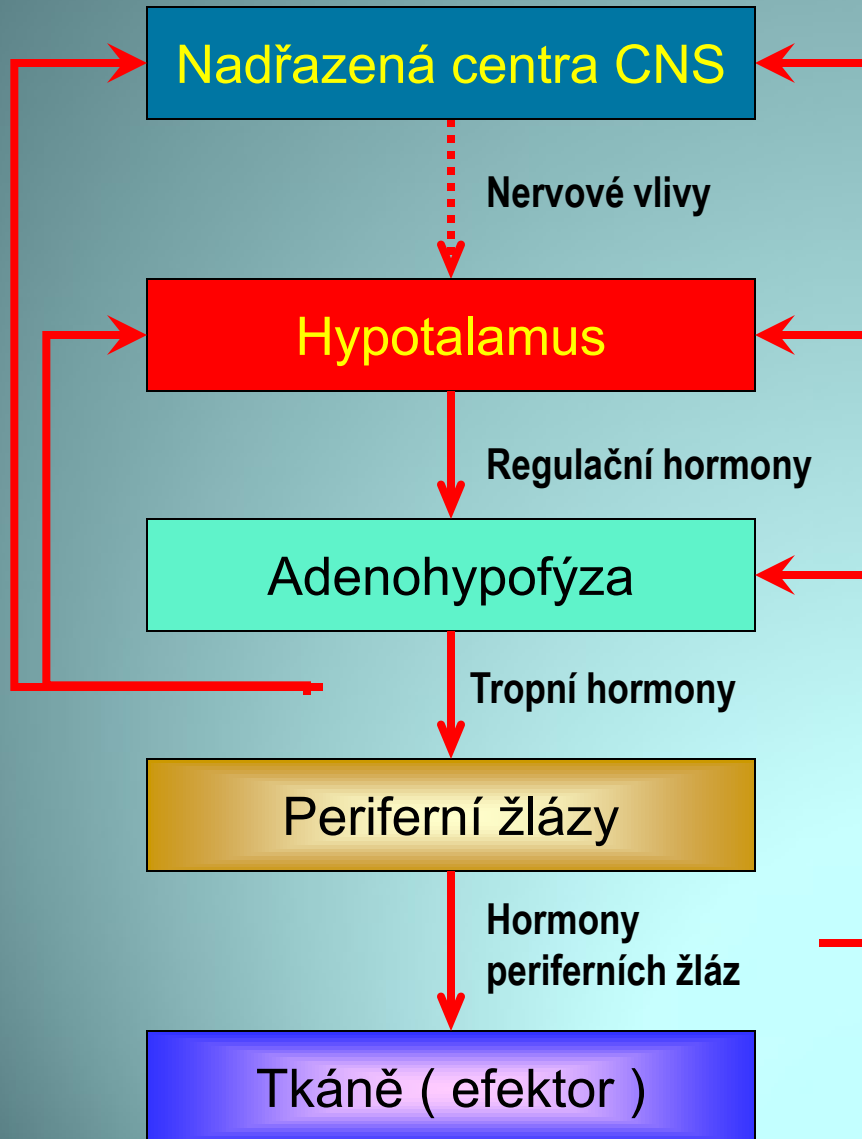 Nadřazená centra CNS
Nervové vlivy
Hypotalamus
Regulační hormony
Adenohypofýza
Tropní hormony
Periferní žlázy
Hormony
periferních žláz
Tkáně ( efektor )